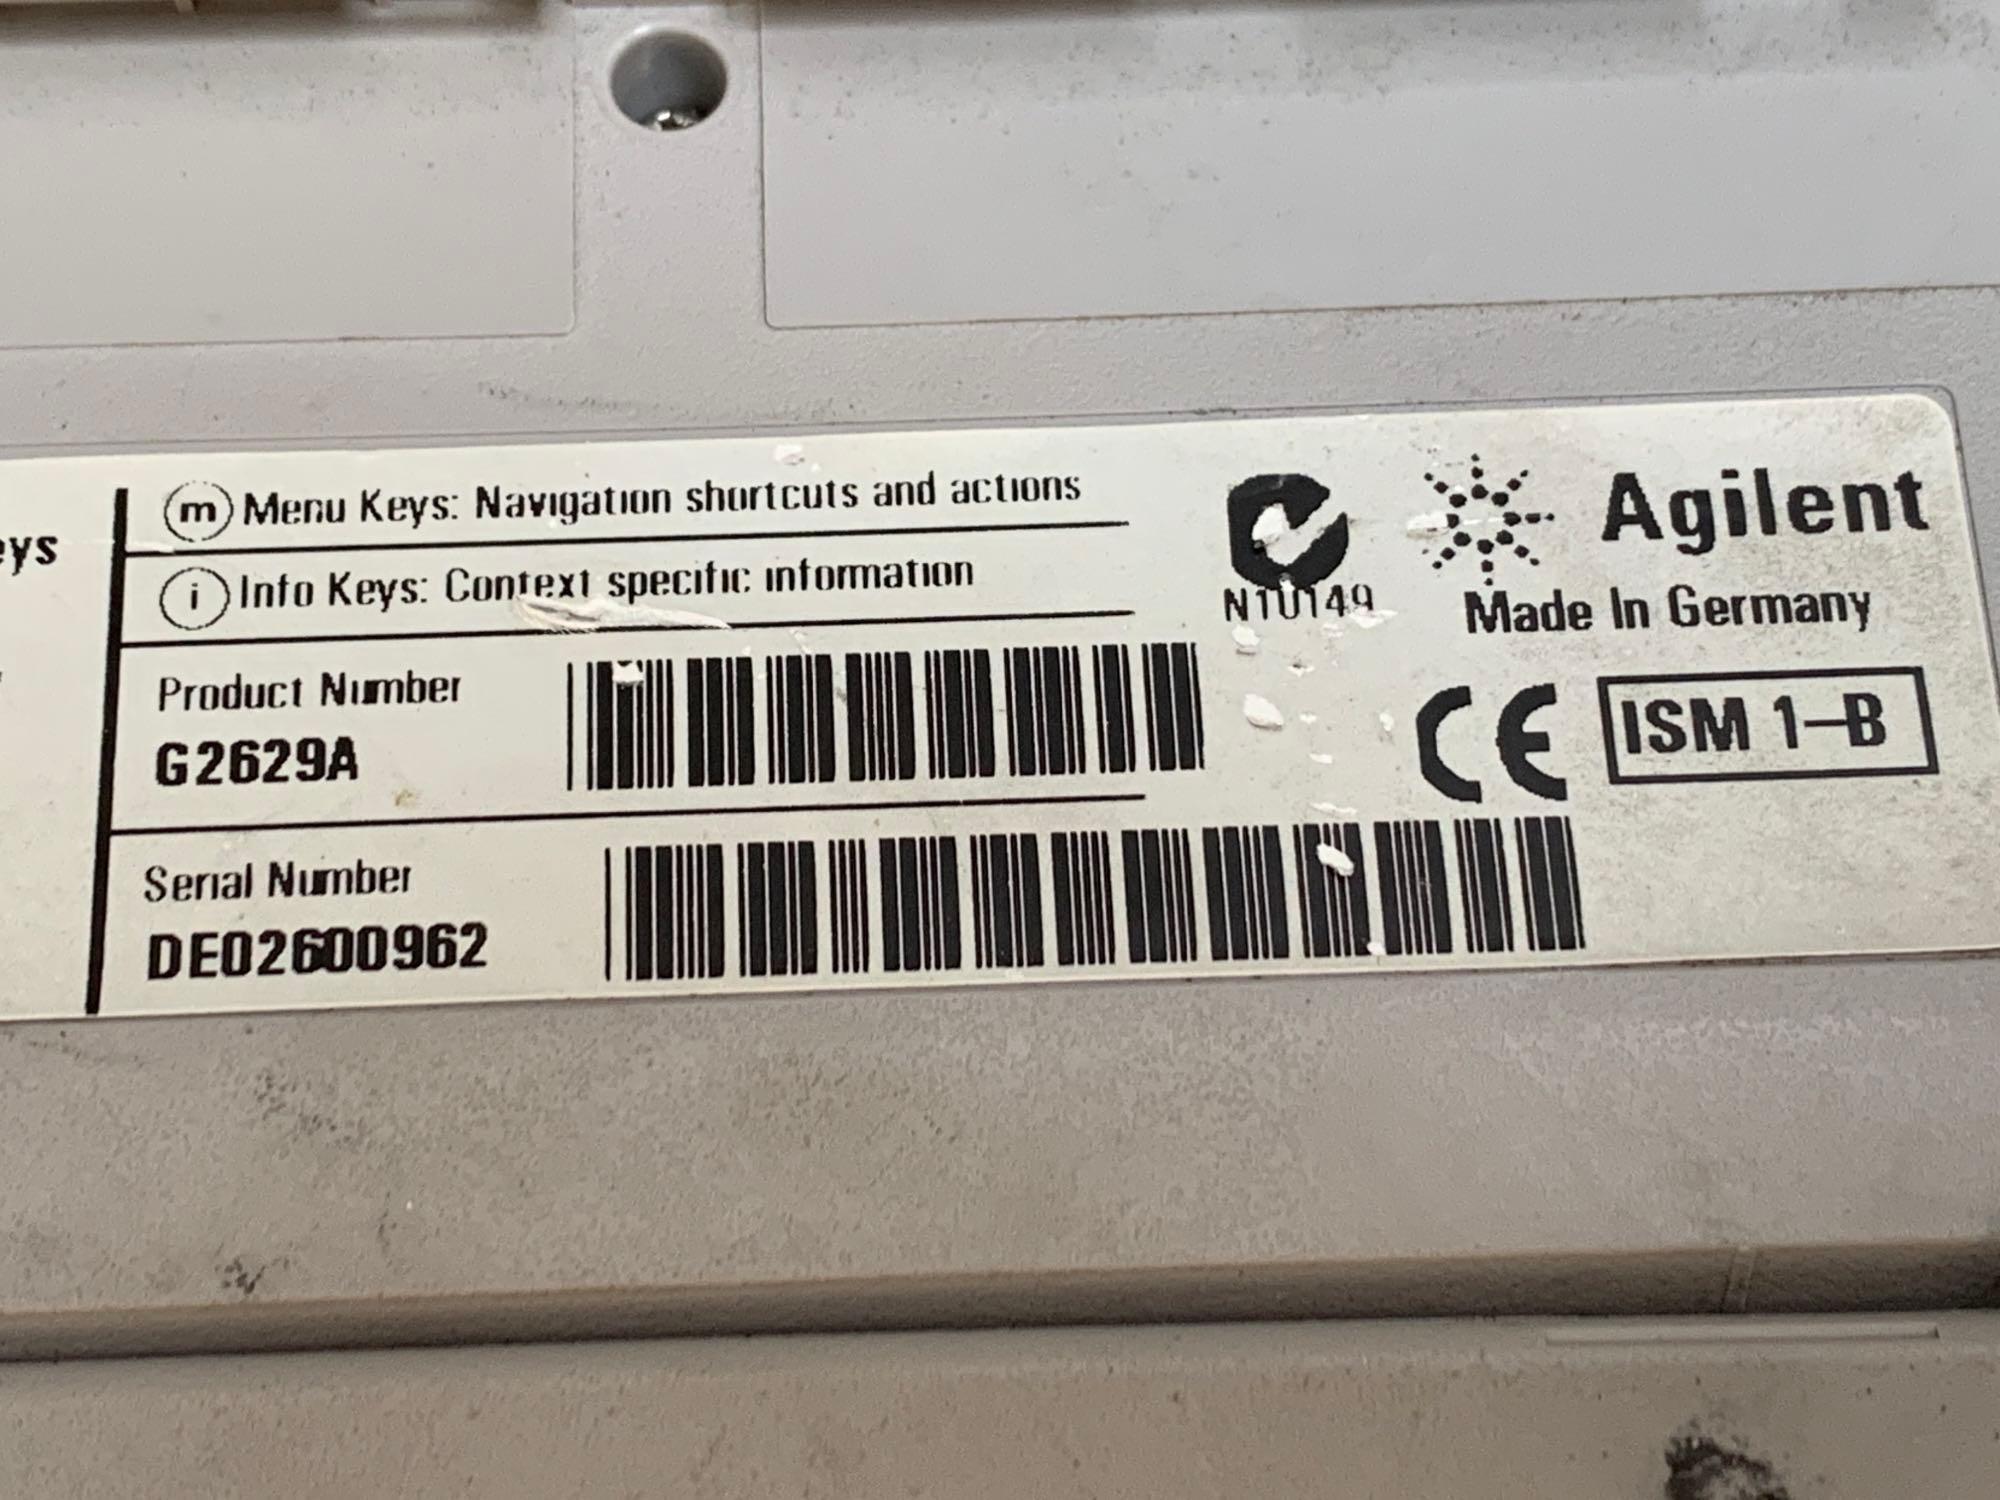 eys
m Menu Keys: Navigation shortcuts and actions
i Info Keys: Context specific information
Product Number
G2629A
Serial Number
DE02600962
N10149
Agilent
Made In Germany
CE
ISM 1-B